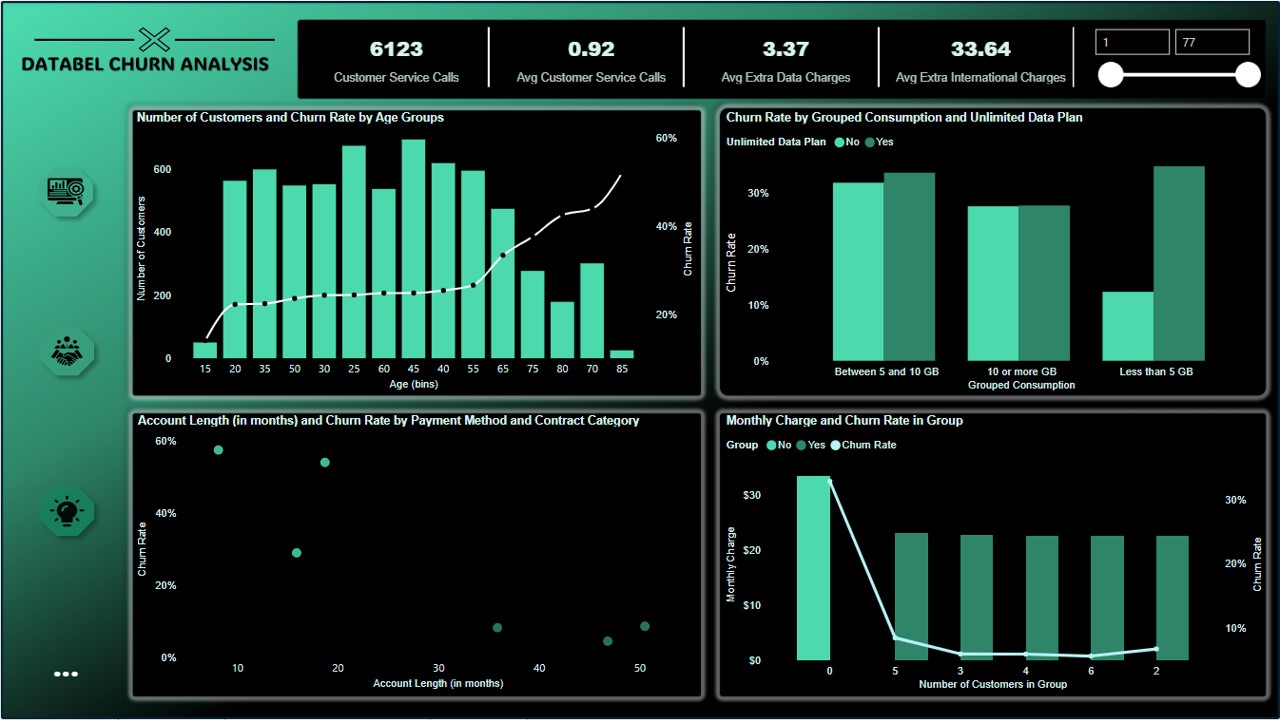 DATABEL CHURN ANALYSIS
6123
Customer Service Calls
0.92
Avg Customer Service Calls
3.37
Avg Extra Data Charges
33.64
Avg Extra International Charges
1
77
Number of Customers and Churn Rate by Age Groups
Number of Customers
600
400
200
0
60%
40%
20%
Churn Rate
15 20 35 50 30 25 60 45 40 55 65 75 80 70 85
Age (bins)
Churn Rate by Grouped Consumption and Unlimited Data Plan
Unlimited Data Plan No Yes
Churn Rate
30%
20%
10%
0%
Between 5 and 10 GB 10 or more GB Less than 5 GB
Grouped Consumption
Account Length (in months) and Churn Rate by Payment Method and Contract Category
Churn Rate
60%
40%
20%
0%
10 20 30 40 50
Account Length (in months)
Monthly Charge and Churn Rate in Group
Group No Yes Churn Rate
Monthly Charge
$30
$20
$10
$0
30%
20%
10%
Churn Rate
0 5 3 4 6 2
Number of Customers in Group